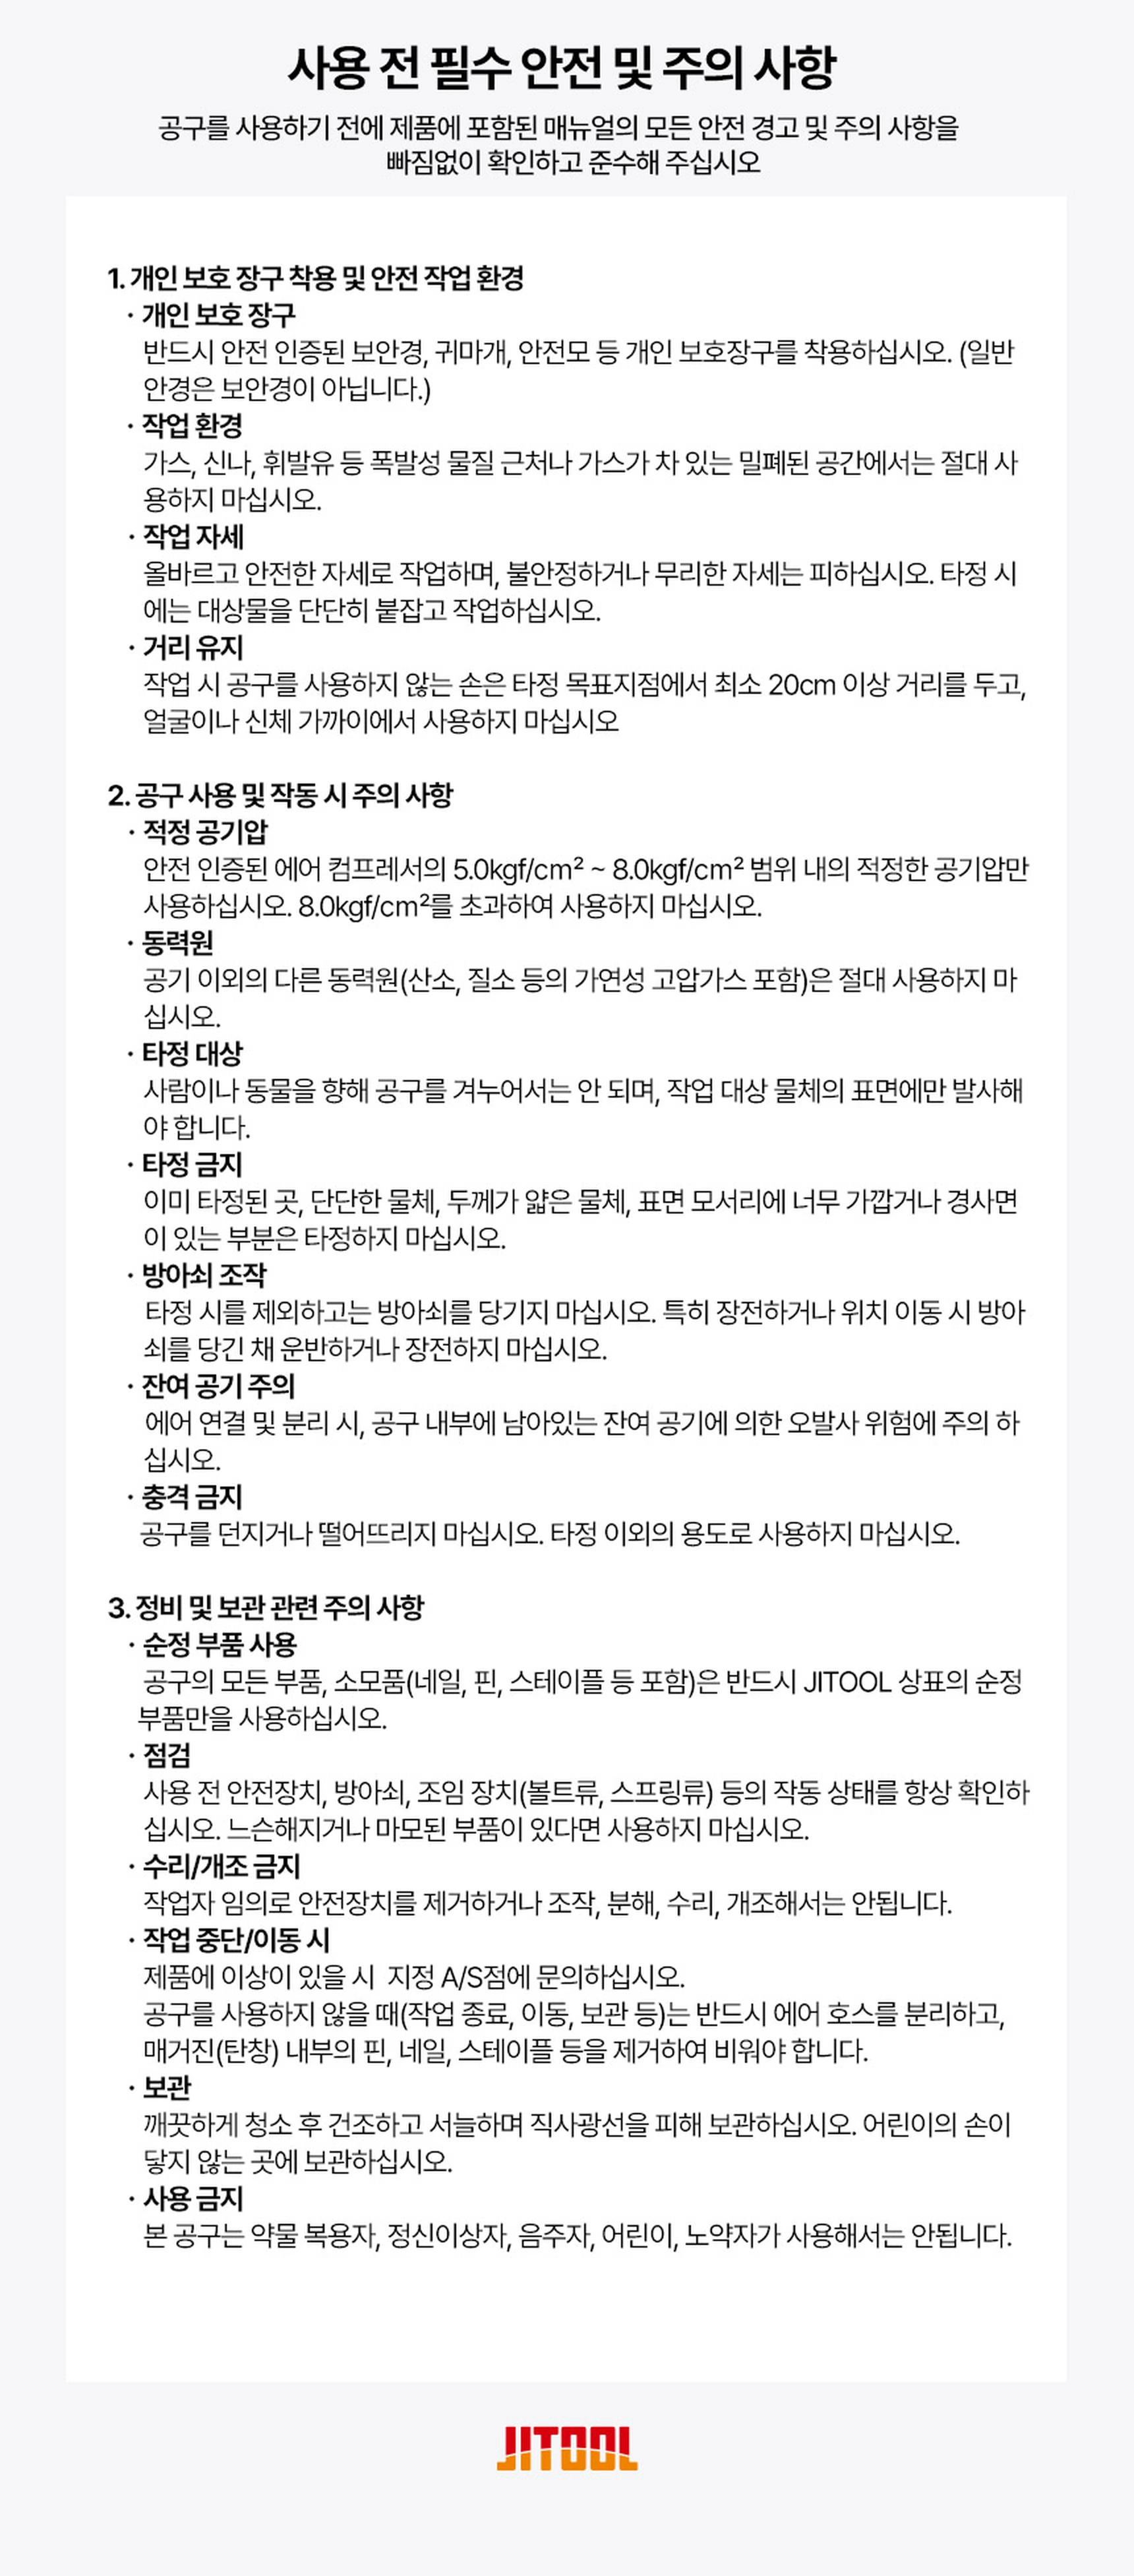 사용 전 필수 안전 및 주의 사항
공구를 사용하기 전에 제품에 포함된 매뉴얼의 모든 안전 경고 및 주의 사항을
빠짐없이 확인하고 준수해 주십시오
1. 개인 보호 장구 착용 및 안전 작업 환경
· 개인 보호 장구
반드시 안전 인증된 보안경, 귀마개, 안전모 등 개인 보호장구를 착용하십시오. (일반
안경은 보안경이 아닙니다.)
· 작업 환경
가스, 신나, 휘발유 등 폭발성 물질 근처나 가스가 차 있는 밀폐된 공간에서는 절대 사
용하지 마십시오.
· 작업 자세
올바르고 안전한 자세로 작업하며, 불안정하거나 무리한 자세는 피하십시오. 타정 시
에는 대상물을 단단히 붙잡고 작업하십시오.
· 거리 유지
작업 시 공구를 사용하지 않는 손은 타정 목표지점에서 최소 20cm 이상 거리를 두고,
얼굴이나 신체 가까이에서 사용하지 마십시오
2. 공구 사용 및 작동 시 주의 사항
· 적정 공기압
안전 인증된 에어 컴프레서의 5.0kgf/cm² ~ 8.0kgf/cm² 범위 내의 적정한 공기압만
사용하십시오. 8.0kgf/cm²를 초과하여 사용하지 마십시오.
· 동력원
공기 이외의 다른 동력원(산소, 질소 등의 가연성 고압가스 포함)은 절대 사용하지 마
십시오.
· 타정 대상
사람이나 동물을 향해 공구를 겨누어서는 안 되며, 작업 대상 물체의 표면에만 발사해
야 합니다.
· 타정 금지
이미 타정된 곳, 단단한 물체, 두께가 얇은 물체, 표면 모서리에 너무 가깝거나 경사면
이 있는 부분은 타정하지 마십시오.
· 방아쇠 조작
타정 시를 제외하고는 방아쇠를 당기지 마십시오. 특히 장전하거나 위치 이동 시 방아
쇠를 당긴 채 운반하거나 장전하지 마십시오.
· 잔여 공기 주의
에어 연결 및 분리 시, 공구 내부에 남아있는 잔여 공기에 의한 오발사 위험에 주의 하
십시오.
· 충격 금지
공구를 던지거나 떨어뜨리지 마십시오. 타정 이외의 용도로 사용하지 마십시오.
3. 정비 및 보관 관련 주의 사항
· 순정 부품 사용
공구의 모든 부품, 소모품(네일, 핀, 스테이플 등 포함)은 반드시 JITOOL 상표의 순정
부품만을 사용하십시오.
· 점검
사용 전 안전장치, 방아쇠, 조임 장치(볼트류, 스프링류) 등의 작동 상태를 항상 확인하
십시오. 느슨해지거나 마모된 부품이 있다면 사용하지 마십시오.
· 수리/개조 금지
작업자 임의로 안전장치를 제거하거나 조작, 분해, 수리, 개조해서는 안됩니다.
· 작업 중단/이동 시
제품에 이상이 있을 시 지정 A/S점에 문의하십시오.
공구를 사용하지 않을 때(작업 종료, 이동, 보관 등)는 반드시 에어 호스를 분리하고,
매거진(탄창) 내부의 핀, 네일, 스테이플 등을 제거하여 비워야 합니다.
· 보관
깨끗하게 청소 후 건조하고 서늘하며 직사광선을 피해 보관하십시오. 어린이의 손이
닿지 않는 곳에 보관하십시오.
· 사용 금지
본 공구는 약물 복용자, 정신이상자, 음주자, 어린이, 노약자가 사용해서는 안됩니다.
JITOOL